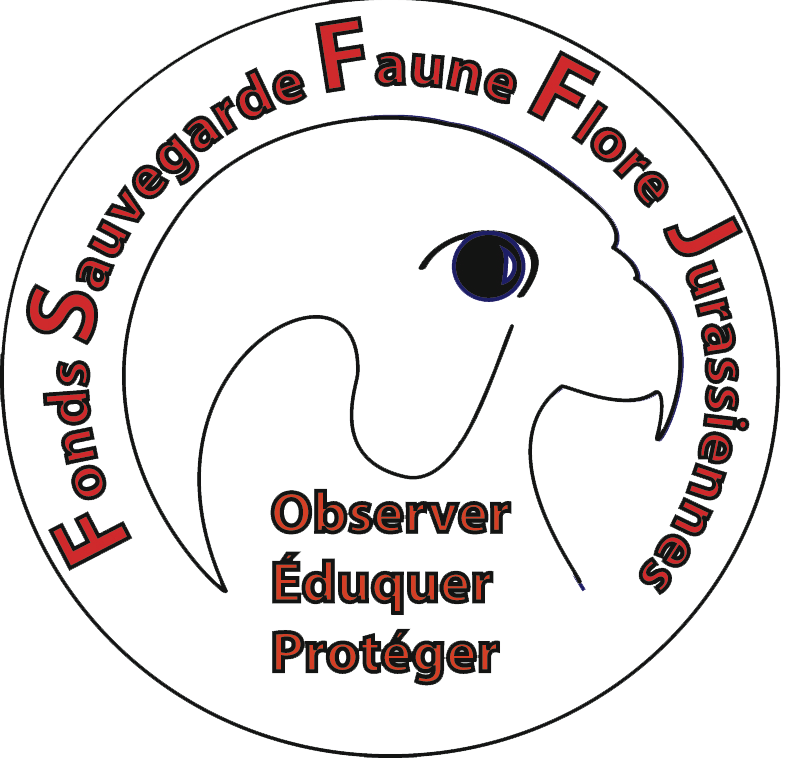 Fonds Sauvegarde Faune Flore Jurassiennes
Observer
Éduquer
Protéger